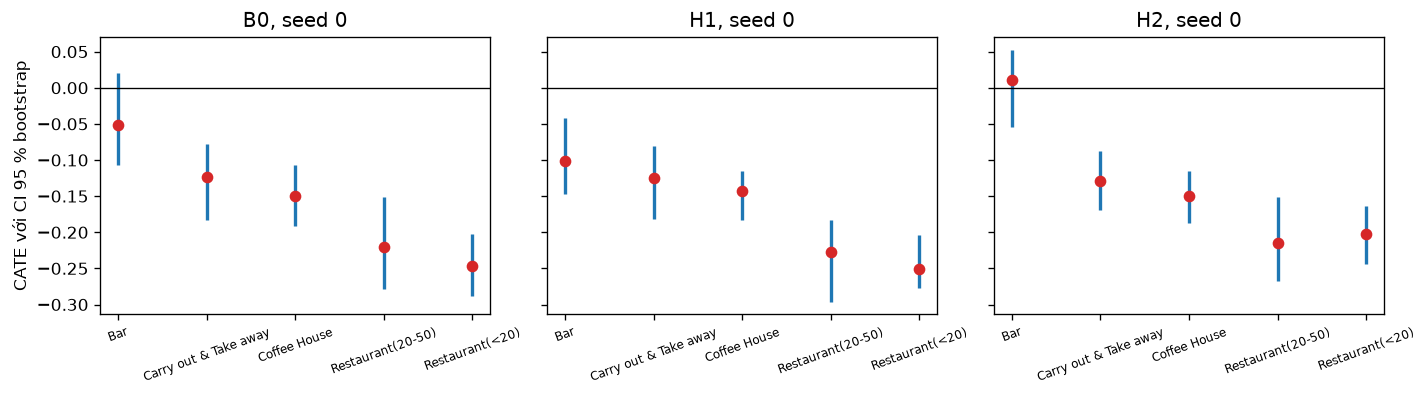 B0, seed 0
H1, seed 0
H2, seed 0
CATE với CI 95 % bootstrap
0.05
0.00
−0.05
−0.10
−0.15
−0.20
−0.25
−0.30
Bar
Carry out & Take away
Coffee House
Restaurant(20-50)
Restaurant(<20)
Bar
Carry out & Take away
Coffee House
Restaurant(20-50)
Restaurant(<20)
Bar
Carry out & Take away
Coffee House
Restaurant(20-50)
Restaurant(<20)